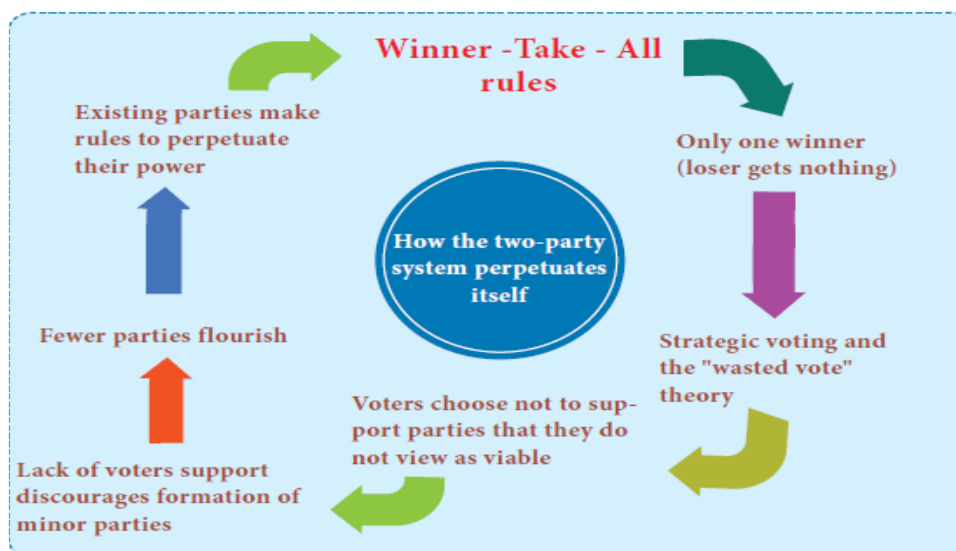 Winner -Take - All
rules
Only one winner
(loser gets nothing)
Strategic voting and
the "wasted vote"
theory
Voters choose not to sup-
port parties that they do
not view as viable
Lack of voters support
discourages formation of
minor parties
Fewer parties flourish
Existing parties make
rules to perpetuate
their power
How the two-party
system perpetuates
itself